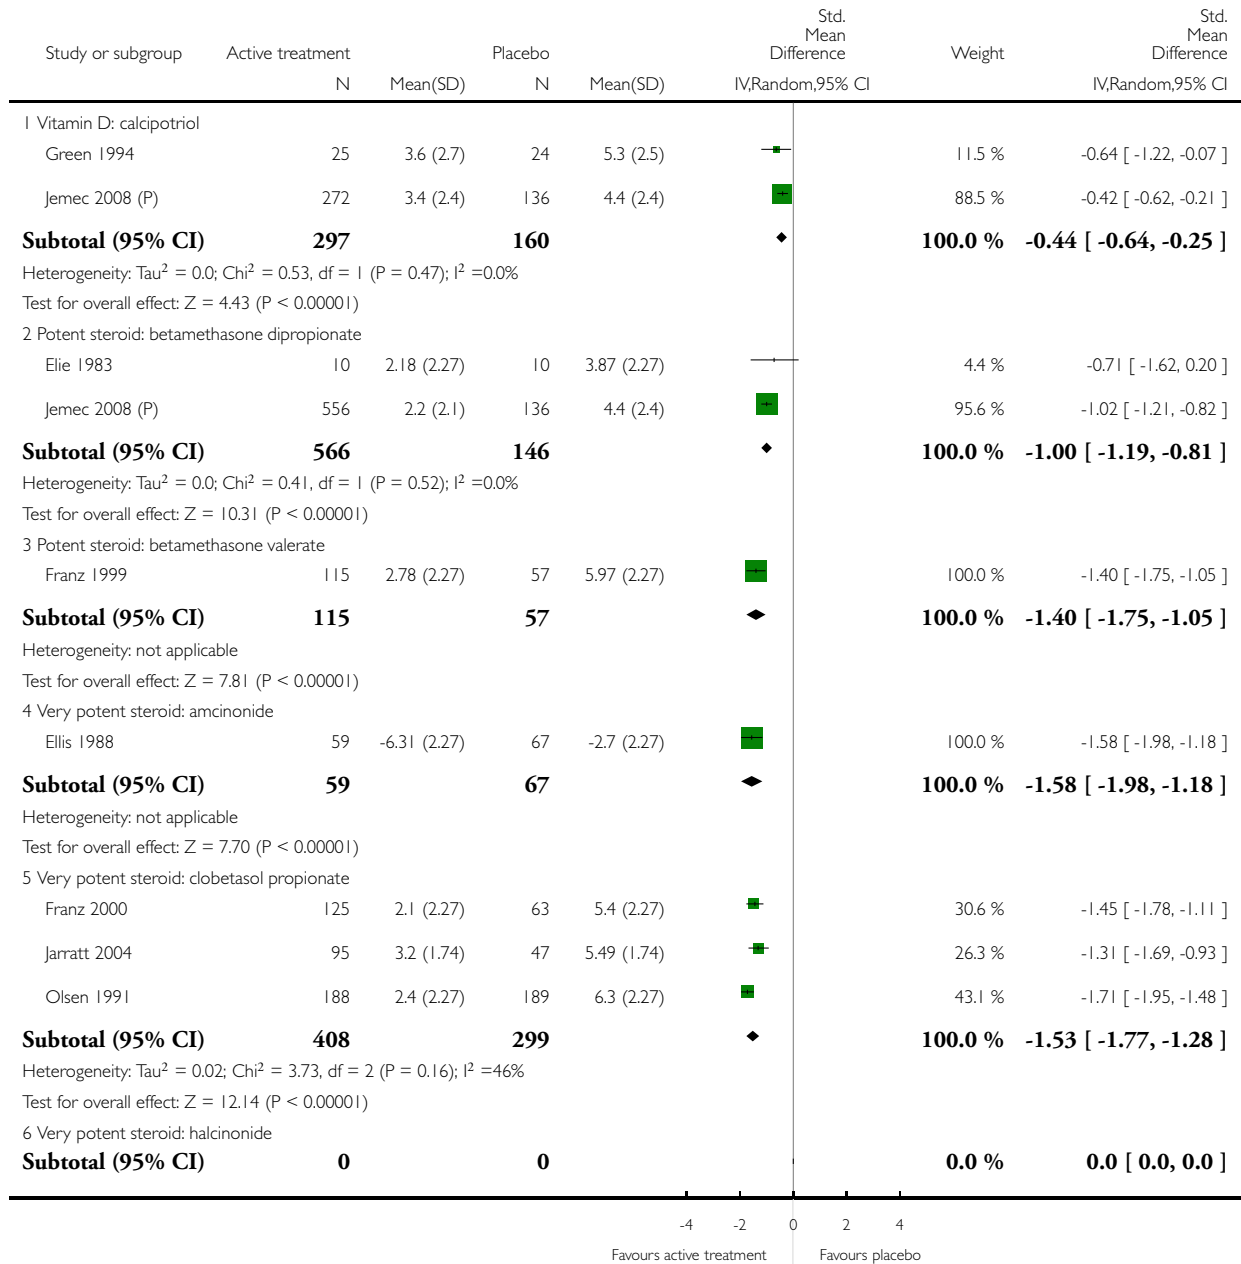 Std. Mean Difference Std. Mean Difference
Study or subgroup Active treatment Placebo Weight
N Mean(SD) N Mean(SD) IV,Random,95% CI IV,Random,95% CI
1 Vitamin D: calcipotriol
Green 1994 25 3.6 (2.7) 24 5.3 (2.5) 11.5 % -0.64 [ -1.22, -0.07 ]
Jemec 2008 (P) 272 3.4 (2.4) 136 4.4 (2.4) 88.5 % -0.42 [ -0.62, -0.21 ]
Subtotal (95% CI) 297 160 100.0 % -0.44 [ -0.64, -0.25 ]
Heterogeneity: Tau² = 0.0; Chi² = 0.53, df = 1 (P = 0.47); I² =0.0%
Test for overall effect: Z = 4.43 (P < 0.00001)
2 Potent steroid: betamethasone dipropionate
Elie 1983 10 2.18 (2.27) 10 3.87 (2.27) 4.4 % -0.71 [ -1.62, 0.20 ]
Jemec 2008 (P) 556 2.2 (2.1) 136 4.4 (2.4) 95.6 % -1.02 [ -1.21, -0.82 ]
Subtotal (95% CI) 566 146 100.0 % -1.00 [ -1.19, -0.81 ]
Heterogeneity: Tau² = 0.0; Chi² = 0.41, df = 1 (P = 0.52); I² =0.0%
Test for overall effect: Z = 10.31 (P < 0.00001)
3 Potent steroid: betamethasone valerate
Franz 1999 115 2.78 (2.27) 57 5.97 (2.27) 100.0 % -1.40 [ -1.75, -1.05 ]
Subtotal (95% CI) 115 57 100.0 % -1.40 [ -1.75, -1.05 ]
Heterogeneity: not applicable
Test for overall effect: Z = 7.81 (P < 0.00001)
4 Very potent steroid: amcinonide
Ellis 1988 59 -6.31 (2.27) 67 -2.7 (2.27) 100.0 % -1.58 [ -1.98, -1.18 ]
Subtotal (95% CI) 59 67 100.0 % -1.58 [ -1.98, -1.18 ]
Heterogeneity: not applicable
Test for overall effect: Z = 7.70 (P < 0.00001)
5 Very potent steroid: clobetasol propionate
Franz 2000 125 2.1 (2.27) 63 5.4 (2.27) 30.6 % -1.45 [ -1.78, -1.11 ]
Jarratt 2004 95 3.2 (1.74) 47 5.49 (1.74) 26.3 % -1.31 [ -1.69, -0.93 ]
Olsen 1991 188 2.4 (2.27) 189 6.3 (2.27) 43.1 % -1.71 [ -1.95, -1.48 ]
Subtotal (95% CI) 408 299 100.0 % -1.53 [ -1.77, -1.28 ]
Heterogeneity: Tau² = 0.02; Chi² = 3.73, df = 2 (P = 0.16); I² =46%
Test for overall effect: Z = 12.14 (P < 0.00001)
6 Very potent steroid: halcinonide
Subtotal (95% CI) 0 0 0.0 % 0.0 [ 0.0, 0.0 ]
-4 -2 0 2 4
Favours active treatment Favours placebo